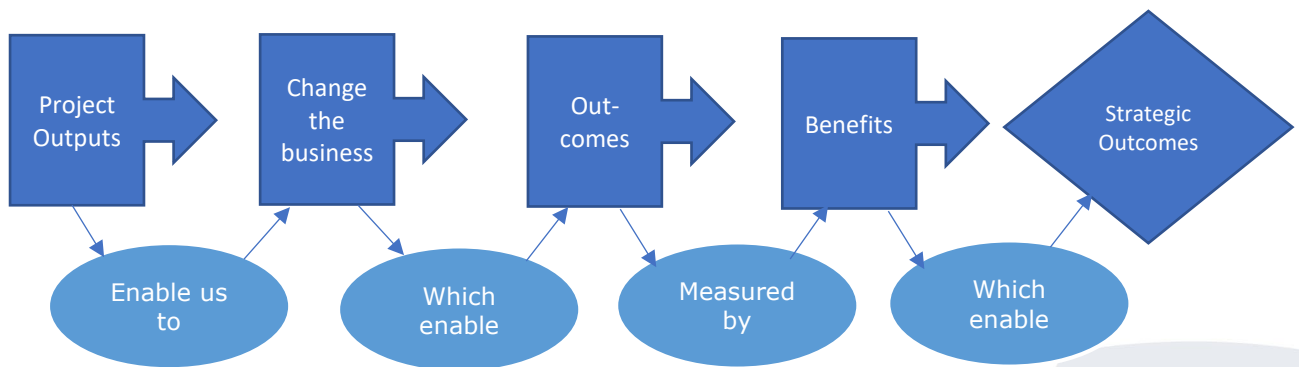 Project
Outputs
Change
the
business
Out-
comes
Benefits
Strategic
Outcomes
Enable us
to
Which
enable
Measured
by
Which
enable